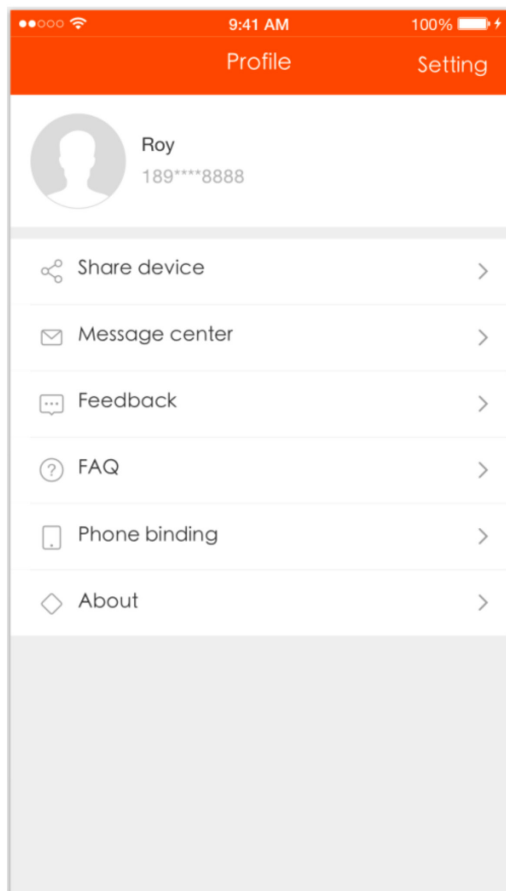 9:41 AM 100%
Profile Setting
Roy
189****8888
Share device
Message center
Feedback
FAQ
Phone binding
About